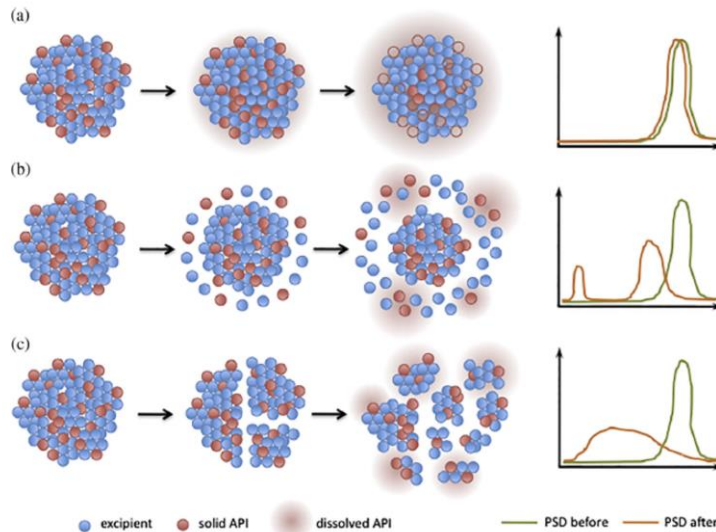 (a)
(b)
(c)
excipient
solid API
dissolved API
PSD before
PSD after